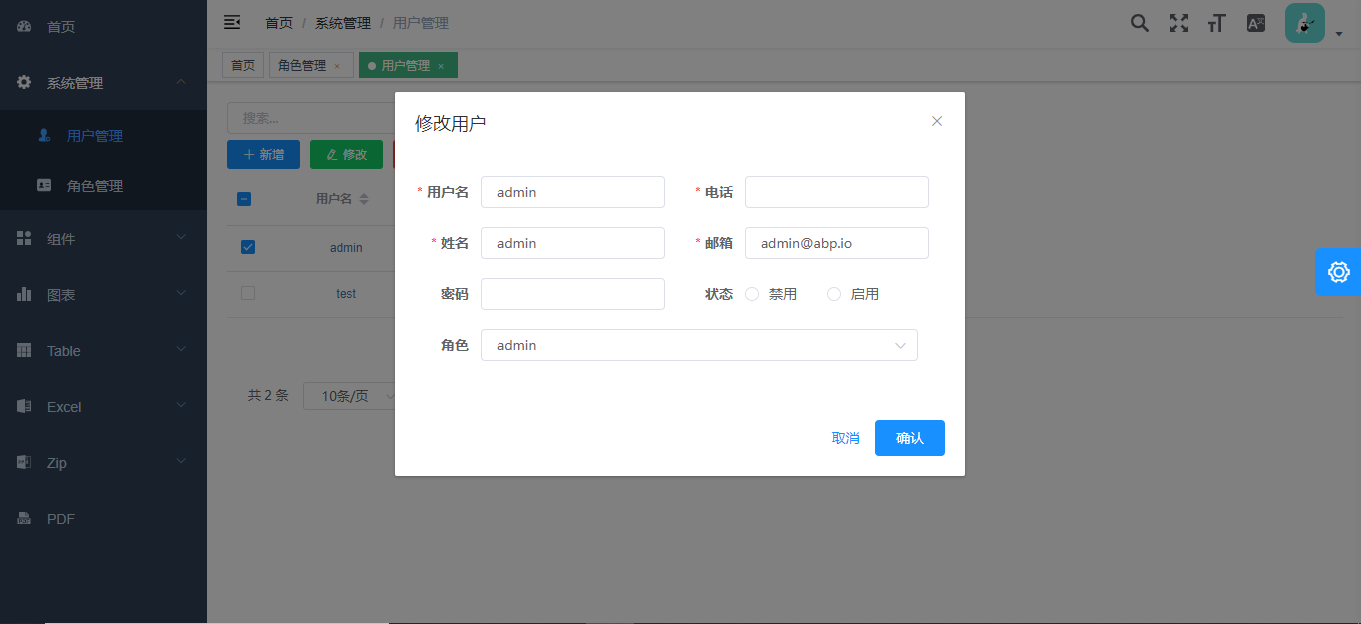 首页
系统管理
用户管理
角色管理
组件
图表
Table
Excel
Zip
PDF
首页 / 系统管理 / 用户管理
首页
角色管理 ×
用户管理 ×
搜索...
新增
修改
用户名
admin
test
共 2 条
10条/页
修改用户
* 用户名 admin
* 电话
* 姓名 admin
* 邮箱 admin@abp.io
密码
状态 禁用 启用
角色 admin
取消
确认